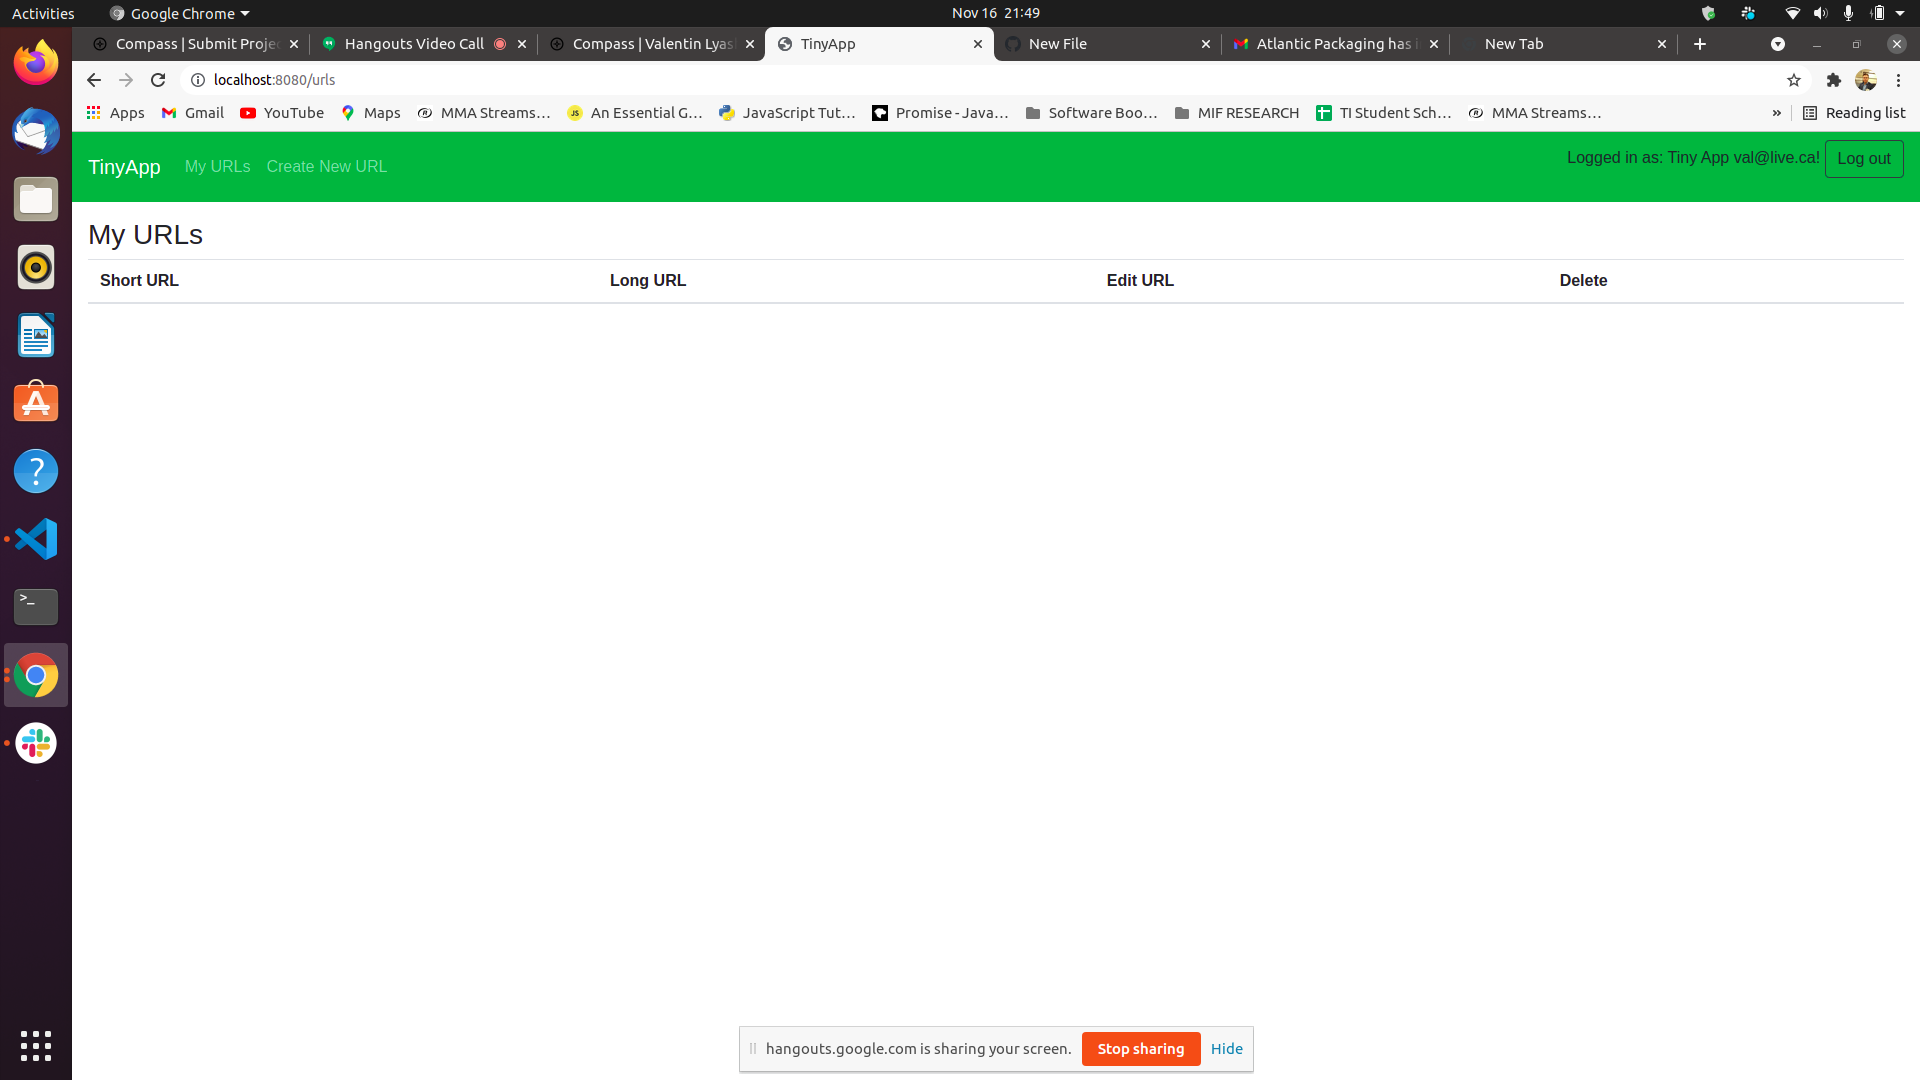 Activities
Google Chrome
Nov 16 21:49
Compass | Submit Proje
Hangouts Video Call
Compass | Valentin Lyas
TinyApp
New File
Atlantic Packaging has i
New Tab
localhost:8080/urls
Apps
Gmail
YouTube
Maps
MMA Streams...
An Essential G...
JavaScript Tut...
Promise - Java...
Software Boo...
MIF RESEARCH
TI Student Sch...
MMA Streams...
»
Reading list
TinyApp
My URLs
Create New URL
Logged in as: Tiny App val@live.ca!
Log out
My URLs
Short URL
Long URL
Edit URL
Delete
hangouts.google.com is sharing your screen.
Stop sharing
Hide